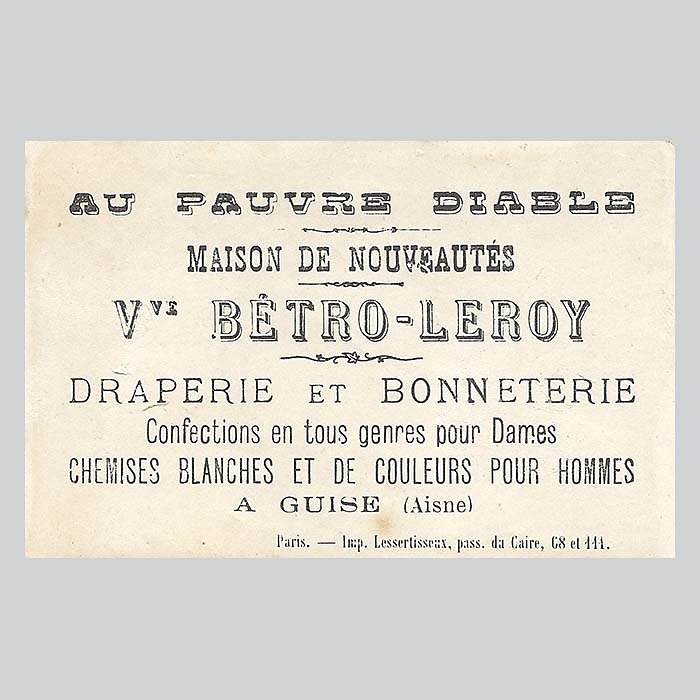 AU PAUVRE DIABLE
MAISON DE NOUVEAUTÉS
Vve BÉTRO-LEROY
DRAPERIE ET BONNETERIE
Confections en tous genres pour Dames
CHEMISES BLANCHES ET DE COULEURS POUR HOMMES
A GUISE (Aisne)
Paris. — Imp. Lessertisseux, pass. du Caire, 68 et 111.